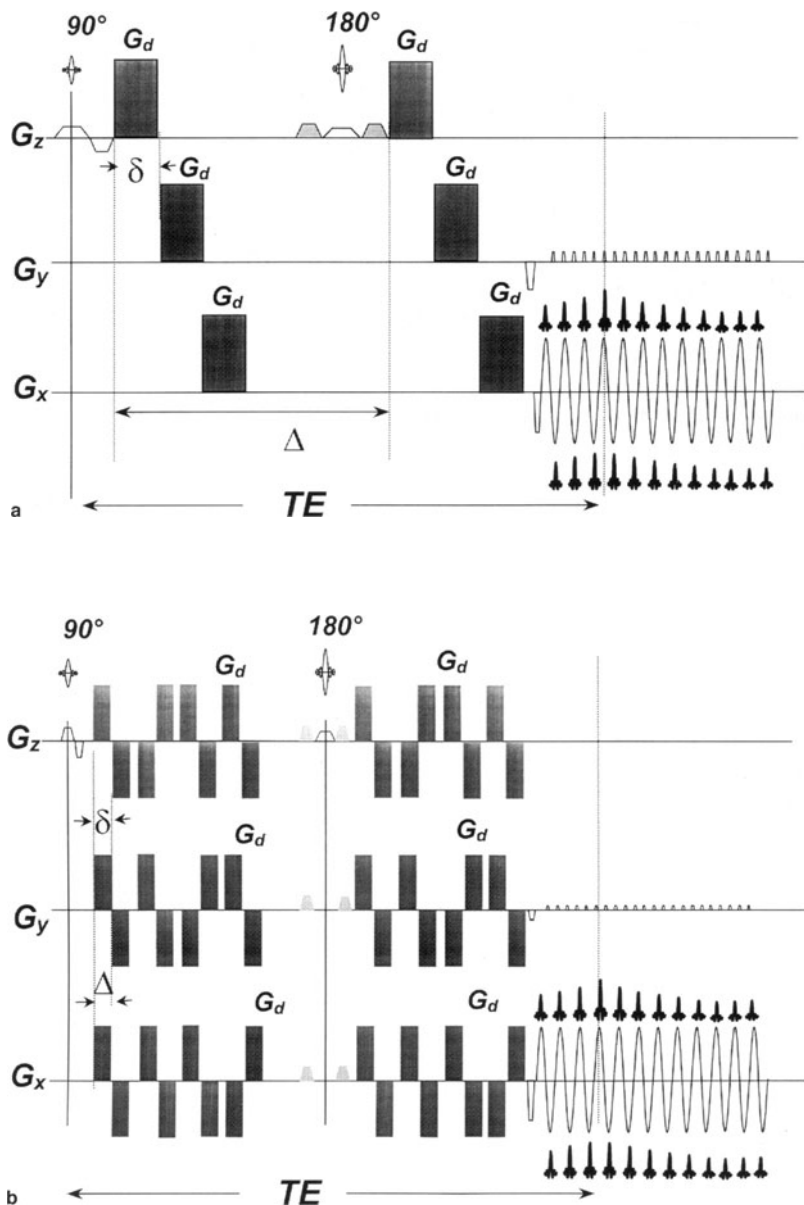 90° 180°
G_d G_d
G_z
δ G_d G_d
G_y
G_d G_d
G_x
Δ
a TE
90° 180°
G_d G_d
G_z
δ G_d G_d
G_y
Δ G_d G_d
G_x
b TE